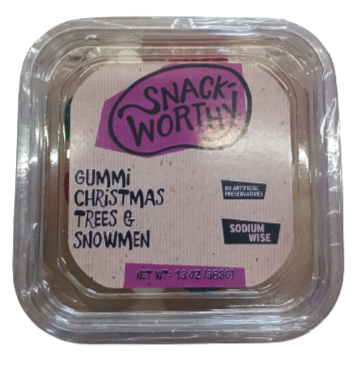 SNACK-
WORTHY
GUMMi
CHRiSTMAS
TREES &
SNOWMEN
NO ARTIFICIAL
PRESERVATIVES
SODIUM
WISE
NET WT: 13 OZ (368G)